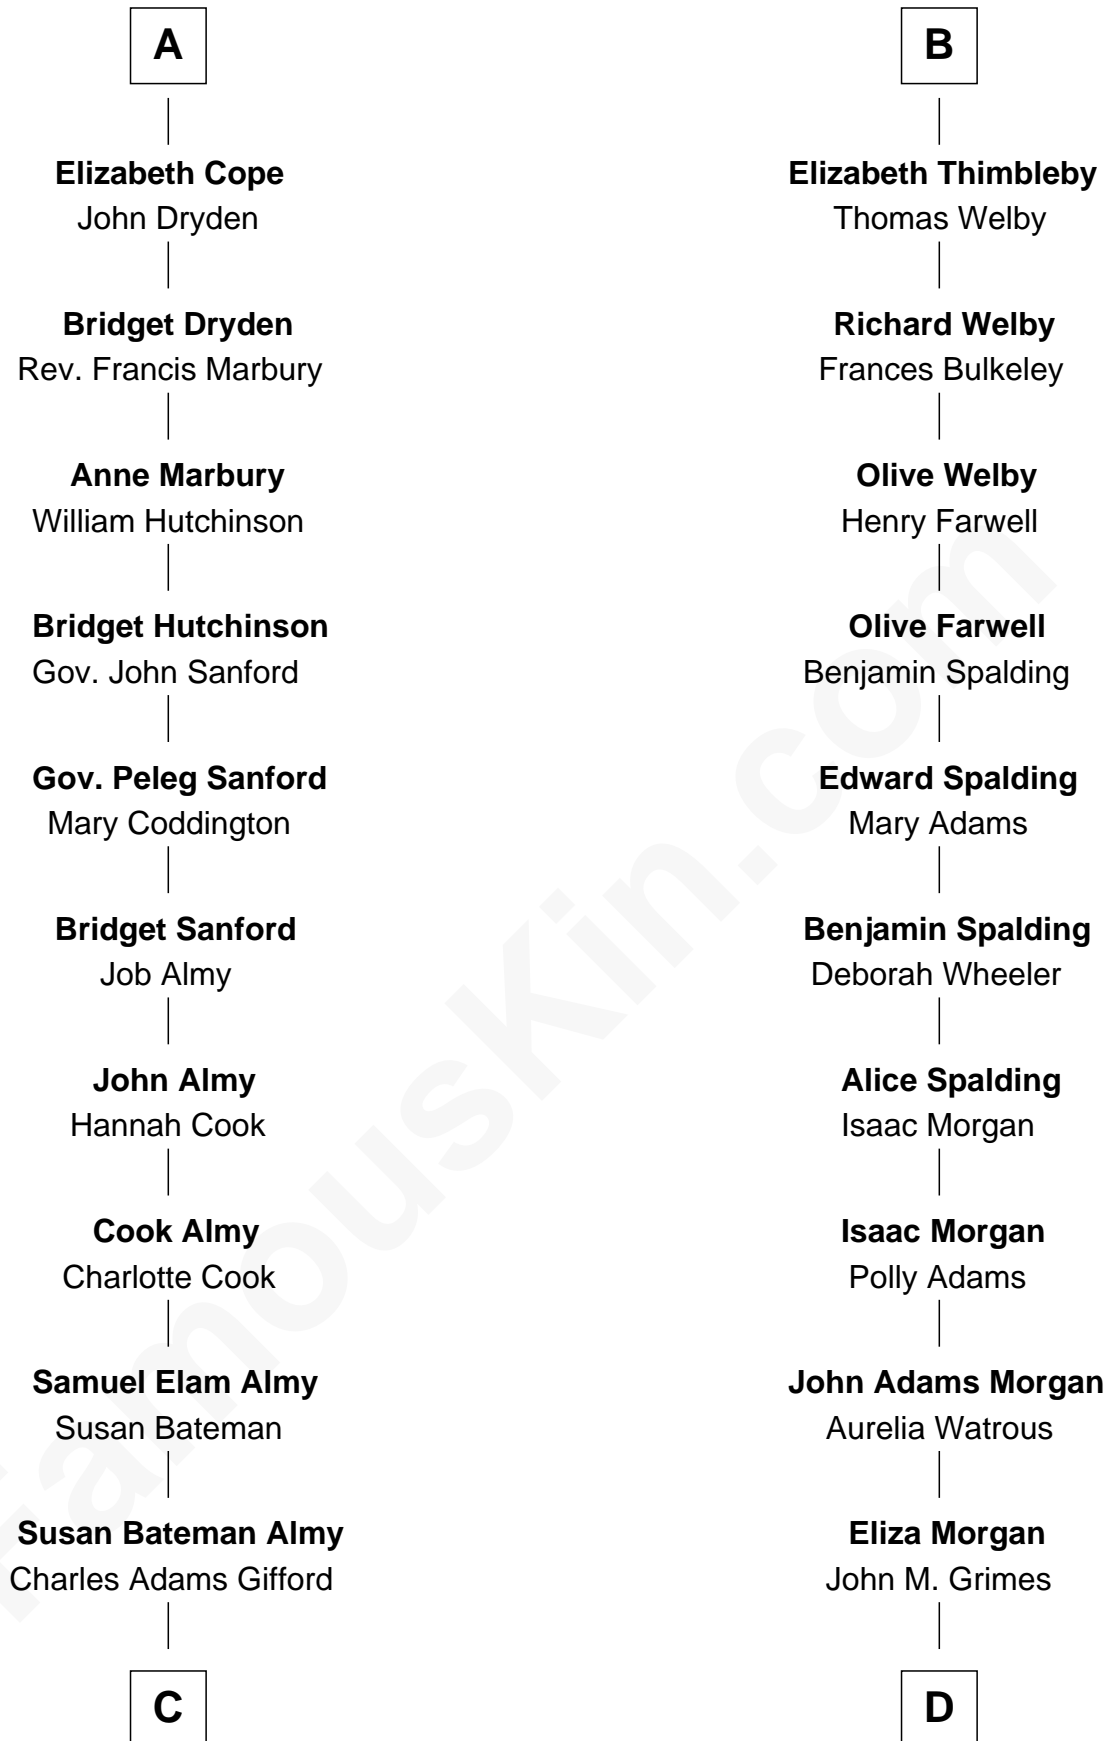 A
Elizabeth Cope
John Dryden
Bridget Dryden
Rev. Francis Marbury
Anne Marbury
William Hutchinson
Bridget Hutchinson
Gov. John Sanford
Gov. Peleg Sanford
Mary Coddington
Bridget Sanford
Job Almy
John Almy
Hannah Cook
Cook Almy
Charlotte Cook
Samuel Elam Almy
Susan Bateman
Susan Bateman Almy
Charles Adams Gifford
C
B
Elizabeth Thimbleby
Thomas Welby
Richard Welby
Frances Bulkeley
Olive Welby
Henry Farwell
Olive Farwell
Benjamin Spalding
Edward Spalding
Mary Adams
Benjamin Spalding
Deborah Wheeler
Alice Spalding
Isaac Morgan
Isaac Morgan
Polly Adams
John Adams Morgan
Aurelia Watrous
Eliza Morgan
John M. Grimes
D
FamousKin.com